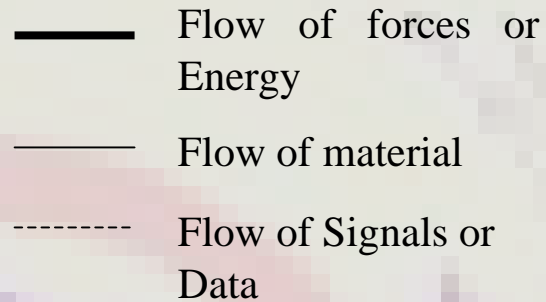 Flow of forces or
Energy
Flow of material
Flow of Signals or
Data